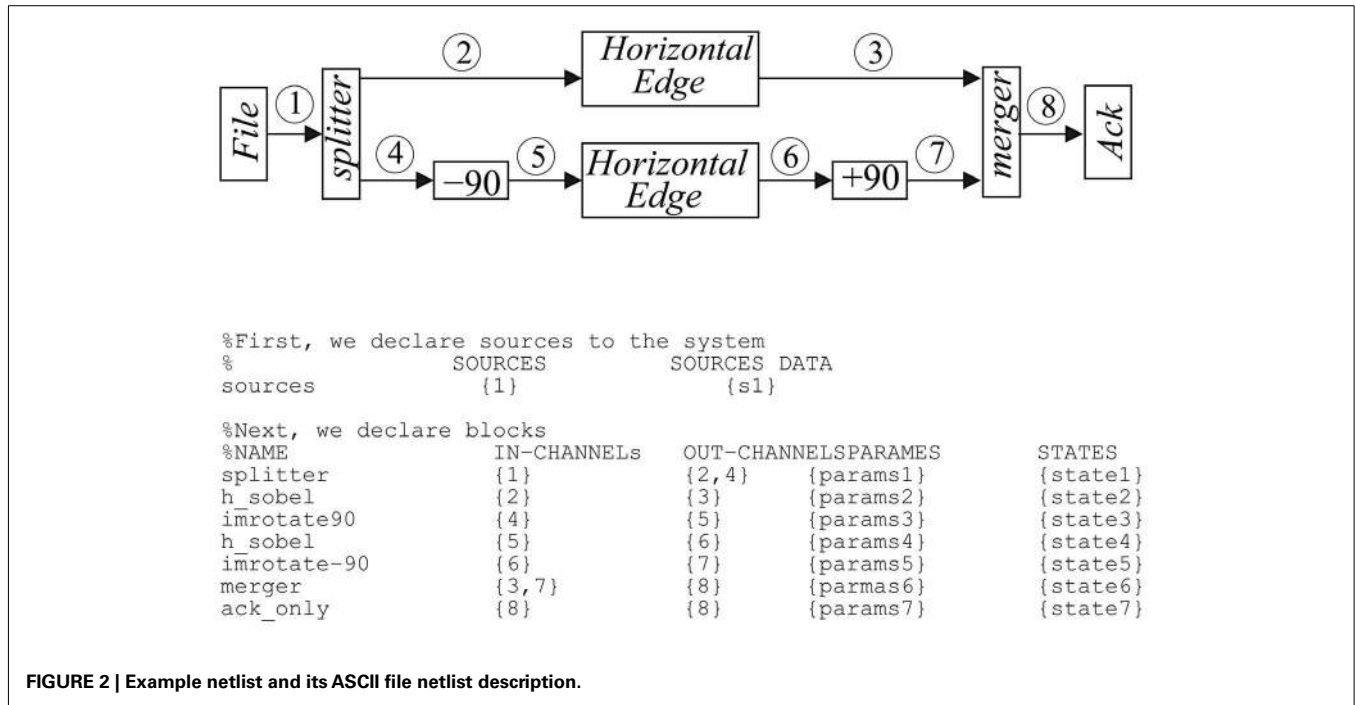 ② Horizontal Edge ③
File ① splitter merger ⑧ Ack
④ −90 ⑤ Horizontal Edge ⑥ +90 ⑦
%First, we declare sources to the system
% SOURCES SOURCES DATA
sources {1} {s1}
%Next, we declare blocks
%NAME IN-CHANNELs OUT-CHANNELSPARAMES STATES
splitter {1} {2,4} {params1} {state1}
h_sobel {2} {3} {params2} {state2}
imrotate90 {4} {5} {params3} {state3}
h_sobel {5} {6} {params4} {state4}
imrotate-90 {6} {7} {params5} {state5}
merger {3,7} {8} {parmas6} {state6}
ack_only {8} {8} {params7} {state7}
FIGURE 2 | Example netlist and its ASCII file netlist description.